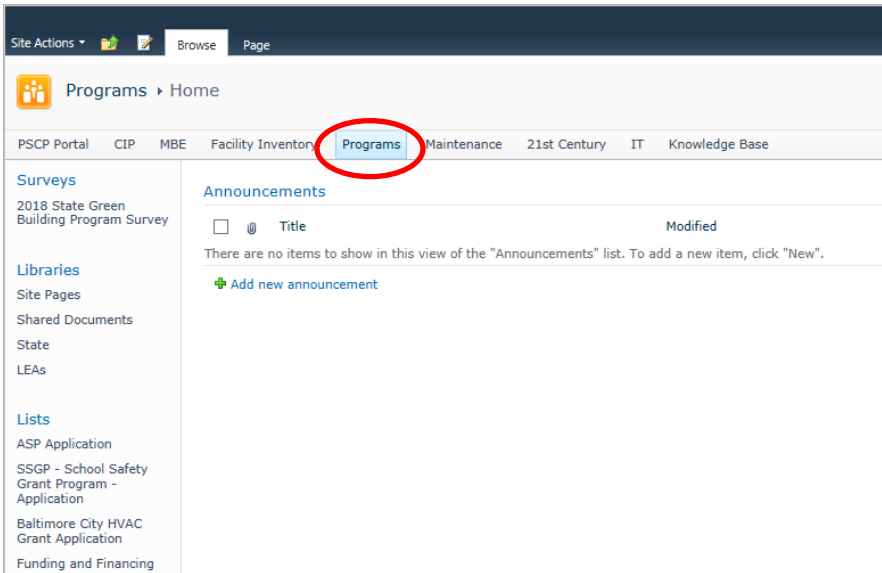 Site Actions Browse Page
Programs Home
PSCP Portal CIP MBE Facility Inventory Programs Maintenance 21st Century IT Knowledge Base
Surveys
2018 State Green
Building Program Survey
Libraries
Site Pages
Shared Documents
State
LEAs
Lists
ASP Application
SSGP - School Safety
Grant Program -
Application
Baltimore City HVAC
Grant Application
Funding and Financing
Announcements
Title Modified
There are no items to show in this view of the "Announcements" list. To add a new item, click "New".
Add new announcement